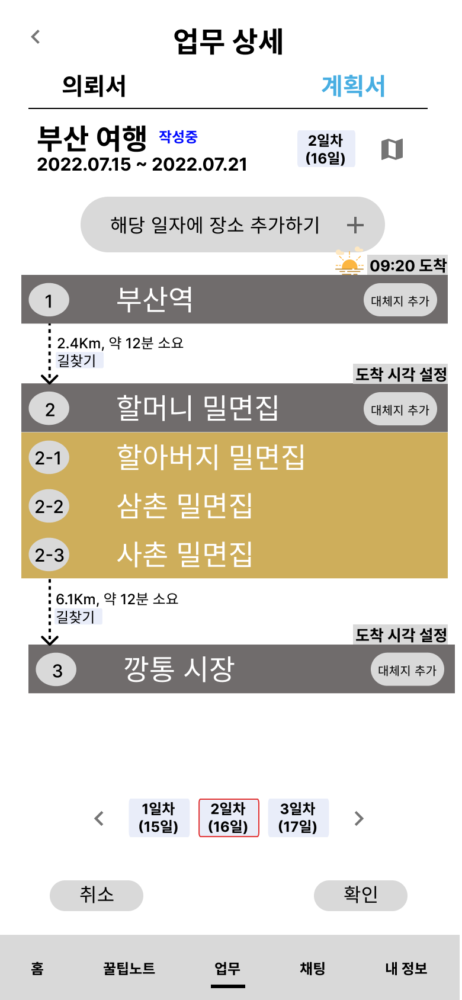 업무 상세
의뢰서
계획서
부산 여행 작성중
2022.07.15 ~ 2022.07.21
2일차
(16일)
해당 일자에 장소 추가하기 +
09:20 도착
1 부산역 대체지 추가
2.4Km, 약 12분 소요
길찾기
도착 시각 설정
2 할머니 밀면집 대체지 추가
2-1 할아버지 밀면집
2-2 삼촌 밀면집
2-3 사촌 밀면집
6.1Km, 약 12분 소요
길찾기
도착 시각 설정
3 깡통 시장 대체지 추가
1일차
(15일)
2일차
(16일)
3일차
(17일)
취소
확인
홈
꿀팁노트
업무
채팅
내 정보